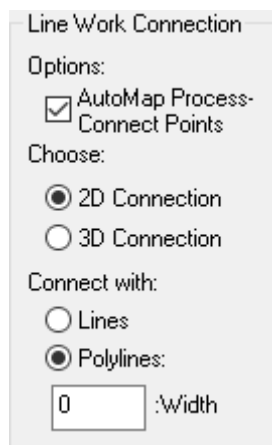 Line Work Connection
Options:
AutoMap Process-
Connect Points
Choose:
2D Connection
3D Connection
Connect with:
Lines
Polylines:
0 :Width